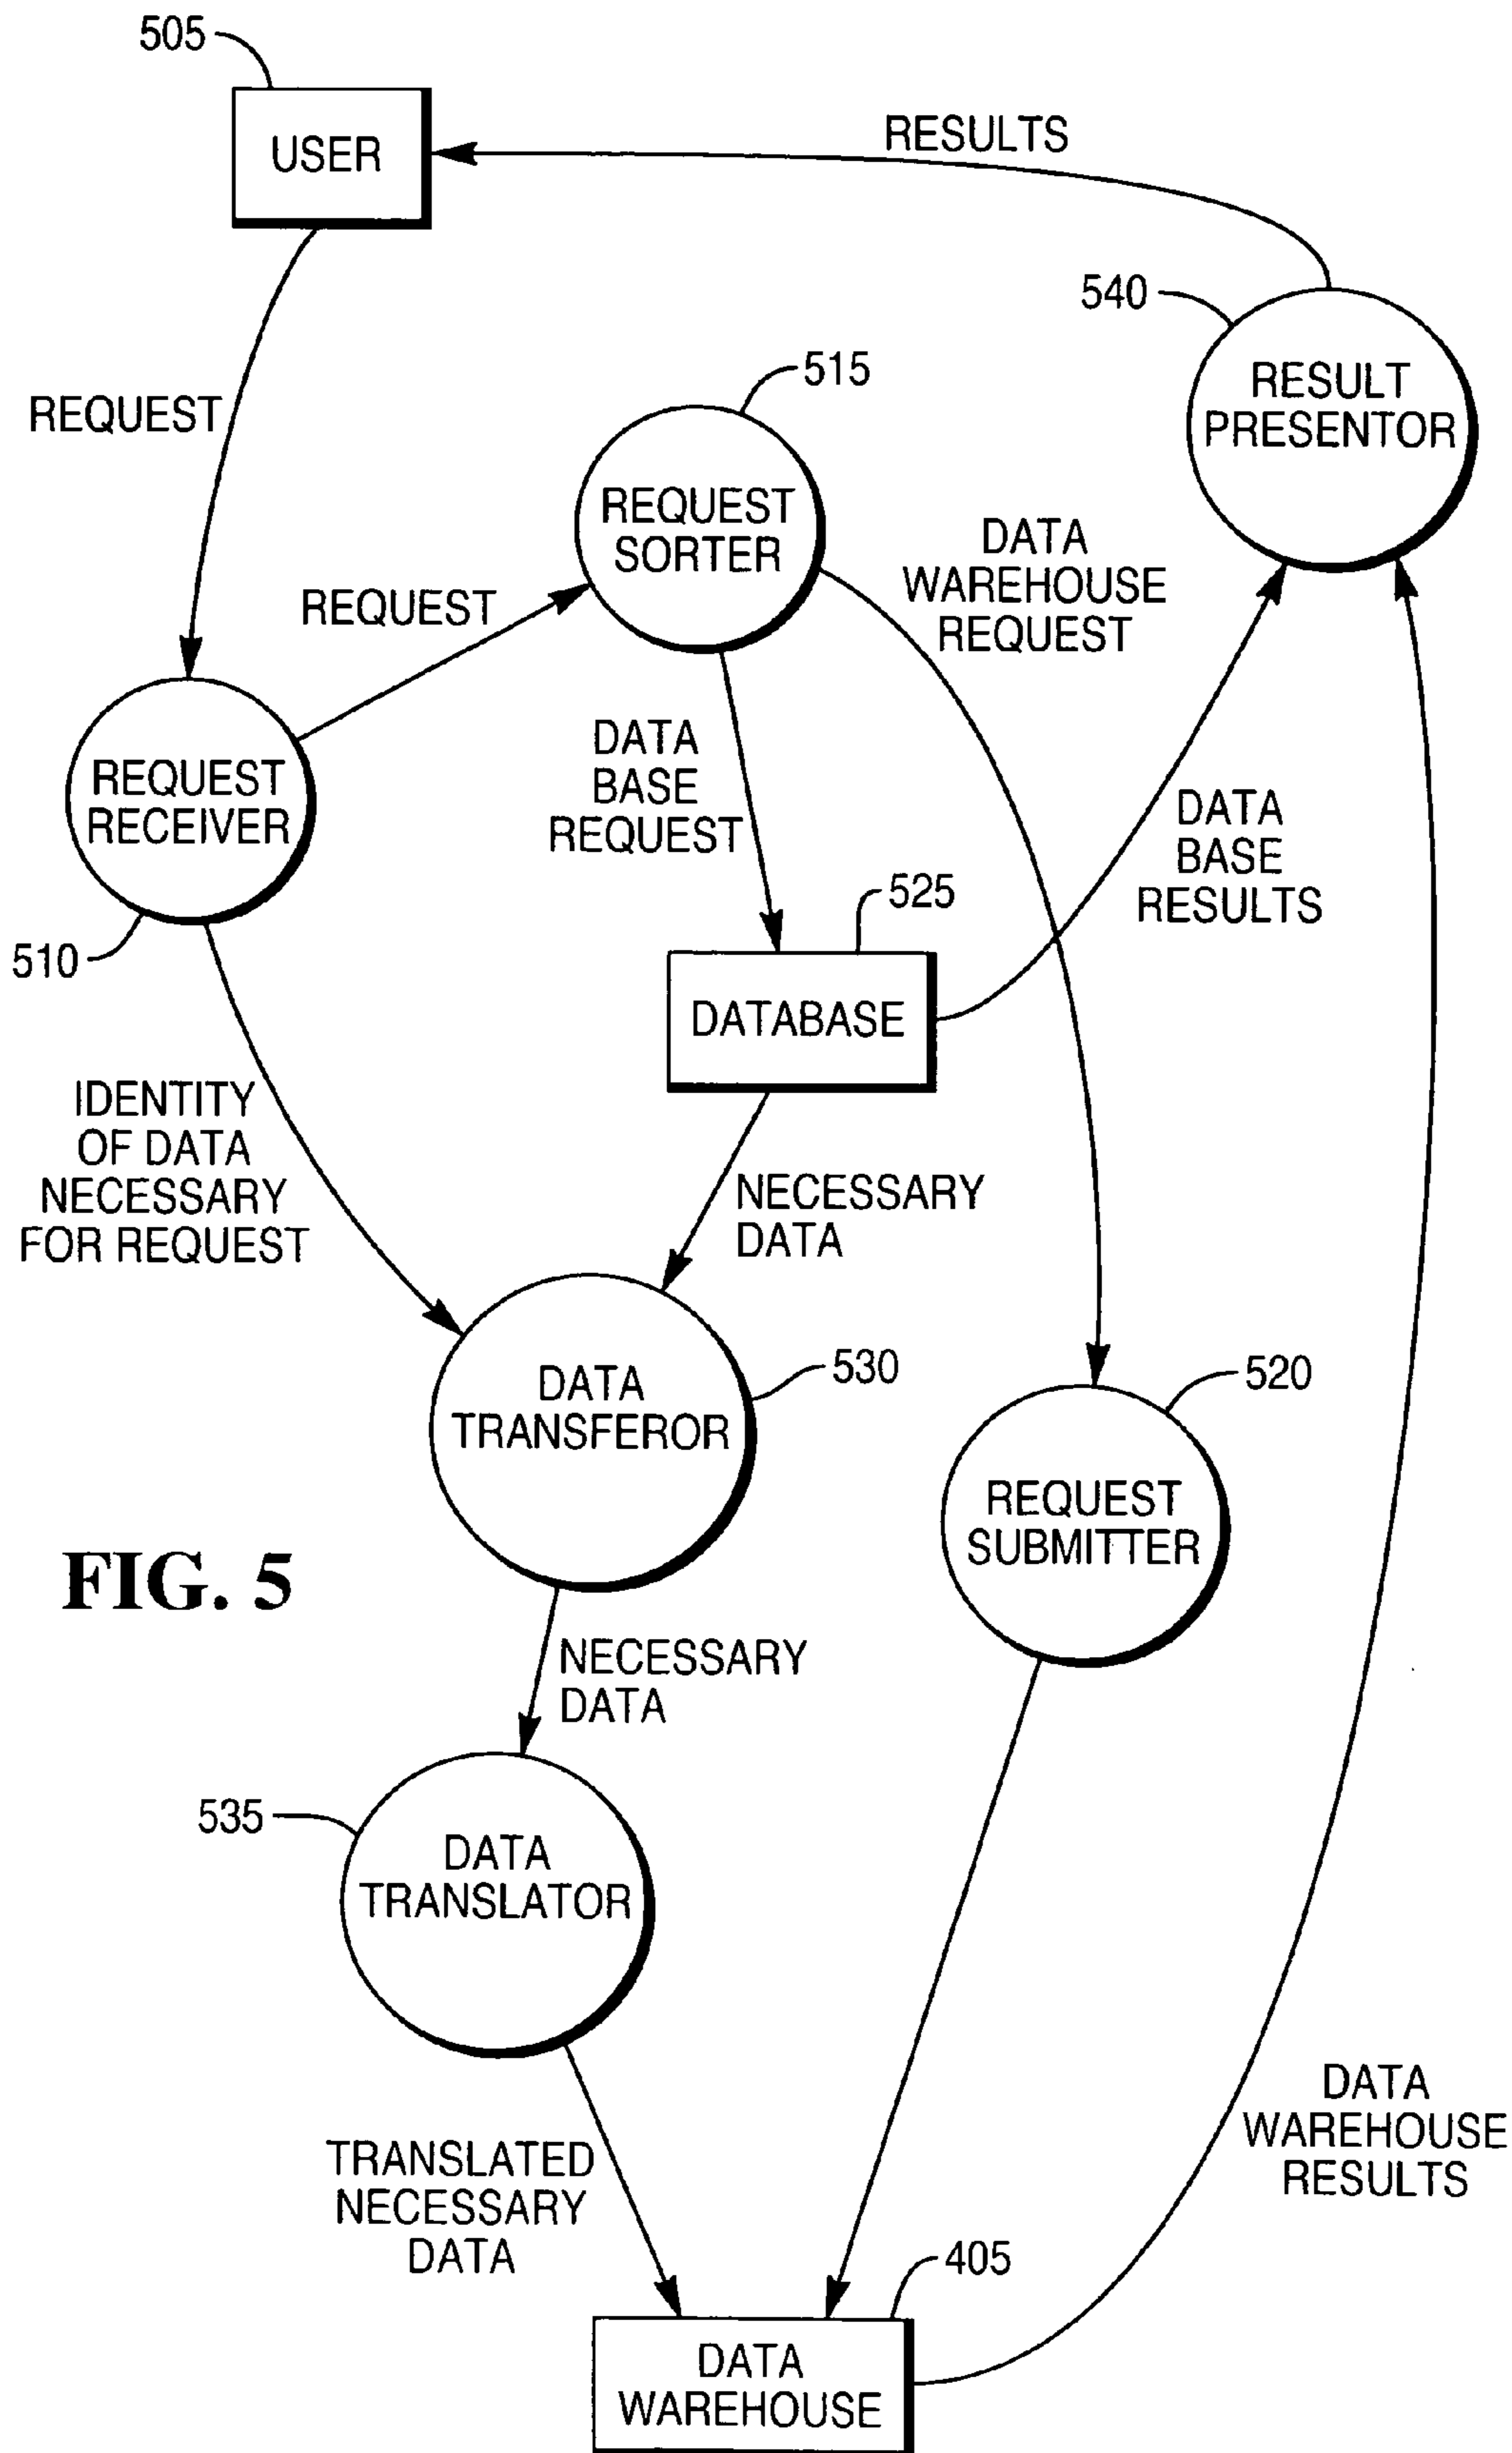 505
USER
RESULTS
540
RESULT
PRESENTOR
515
REQUEST
REQUEST
SORTER
DATA
WAREHOUSE
REQUEST
REQUEST
REQUEST
RECEIVER
510
DATA
BASE
REQUEST
DATA
BASE
RESULTS
525
DATABASE
IDENTITY
OF DATA
NECESSARY
FOR REQUEST
NECESSARY
DATA
530
DATA
TRANSFEROR
520
REQUEST
SUBMITTER
FIG. 5
NECESSARY
DATA
535
DATA
TRANSLATOR
TRANSLATED
NECESSARY
DATA
DATA
WAREHOUSE
RESULTS
405
DATA
WAREHOUSE